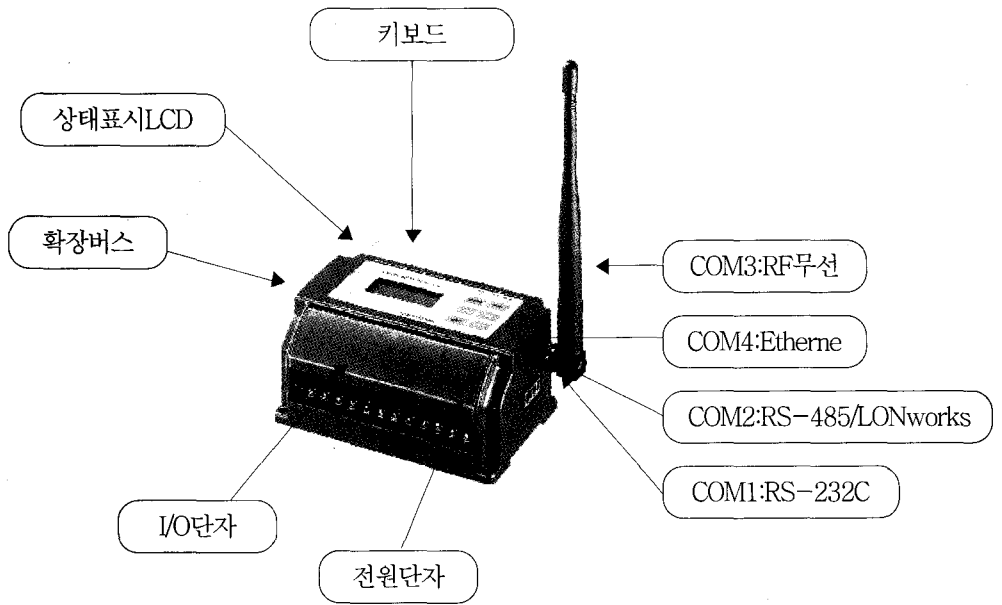 키보드
상태표시LCD
확장버스
COM3:RF무선
COM4:Etherne
COM2:RS-485/LONworks
COM1:RS-232C
I/O단자
전원단자